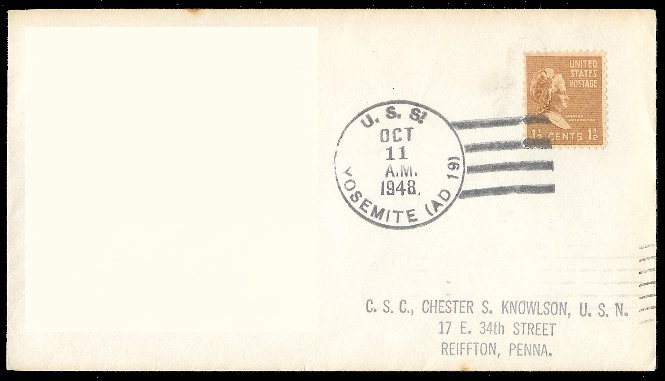 UNITED
STATES
POSTAGE
1½ CENTS 1½
U.S.S.
OCT
11
A.M.
1948.
YOSEMITE (AD 19)
C. S. C., CHESTER S. KNOWLSON, U. S. N.
17 E. 34th STREET
REIFFTON, PENNA.